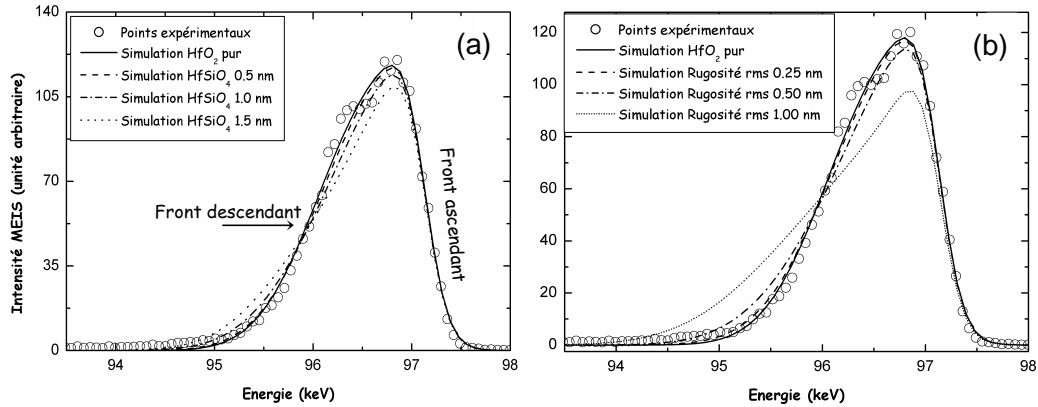 (a)
Points expérimentaux
Simulation HfO2 pur
Simulation HfSiO4 0.5 nm
Simulation HfSiO4 1.0 nm
Simulation HfSiO4 1.5 nm
Front descendant
Front ascendant
Intensité MEIS (unité arbitraire)
135
105
70
35
0
94
95
96
97
98
Energie (keV)
(b)
Points expérimentaux
Simulation HfO2 pur
Simulation Rugosité rms 0.25 nm
Simulation Rugosité rms 0.50 nm
Simulation Rugosité rms 1.00 nm
120
100
80
60
40
20
0
94
95
96
97
98
Energie (keV)